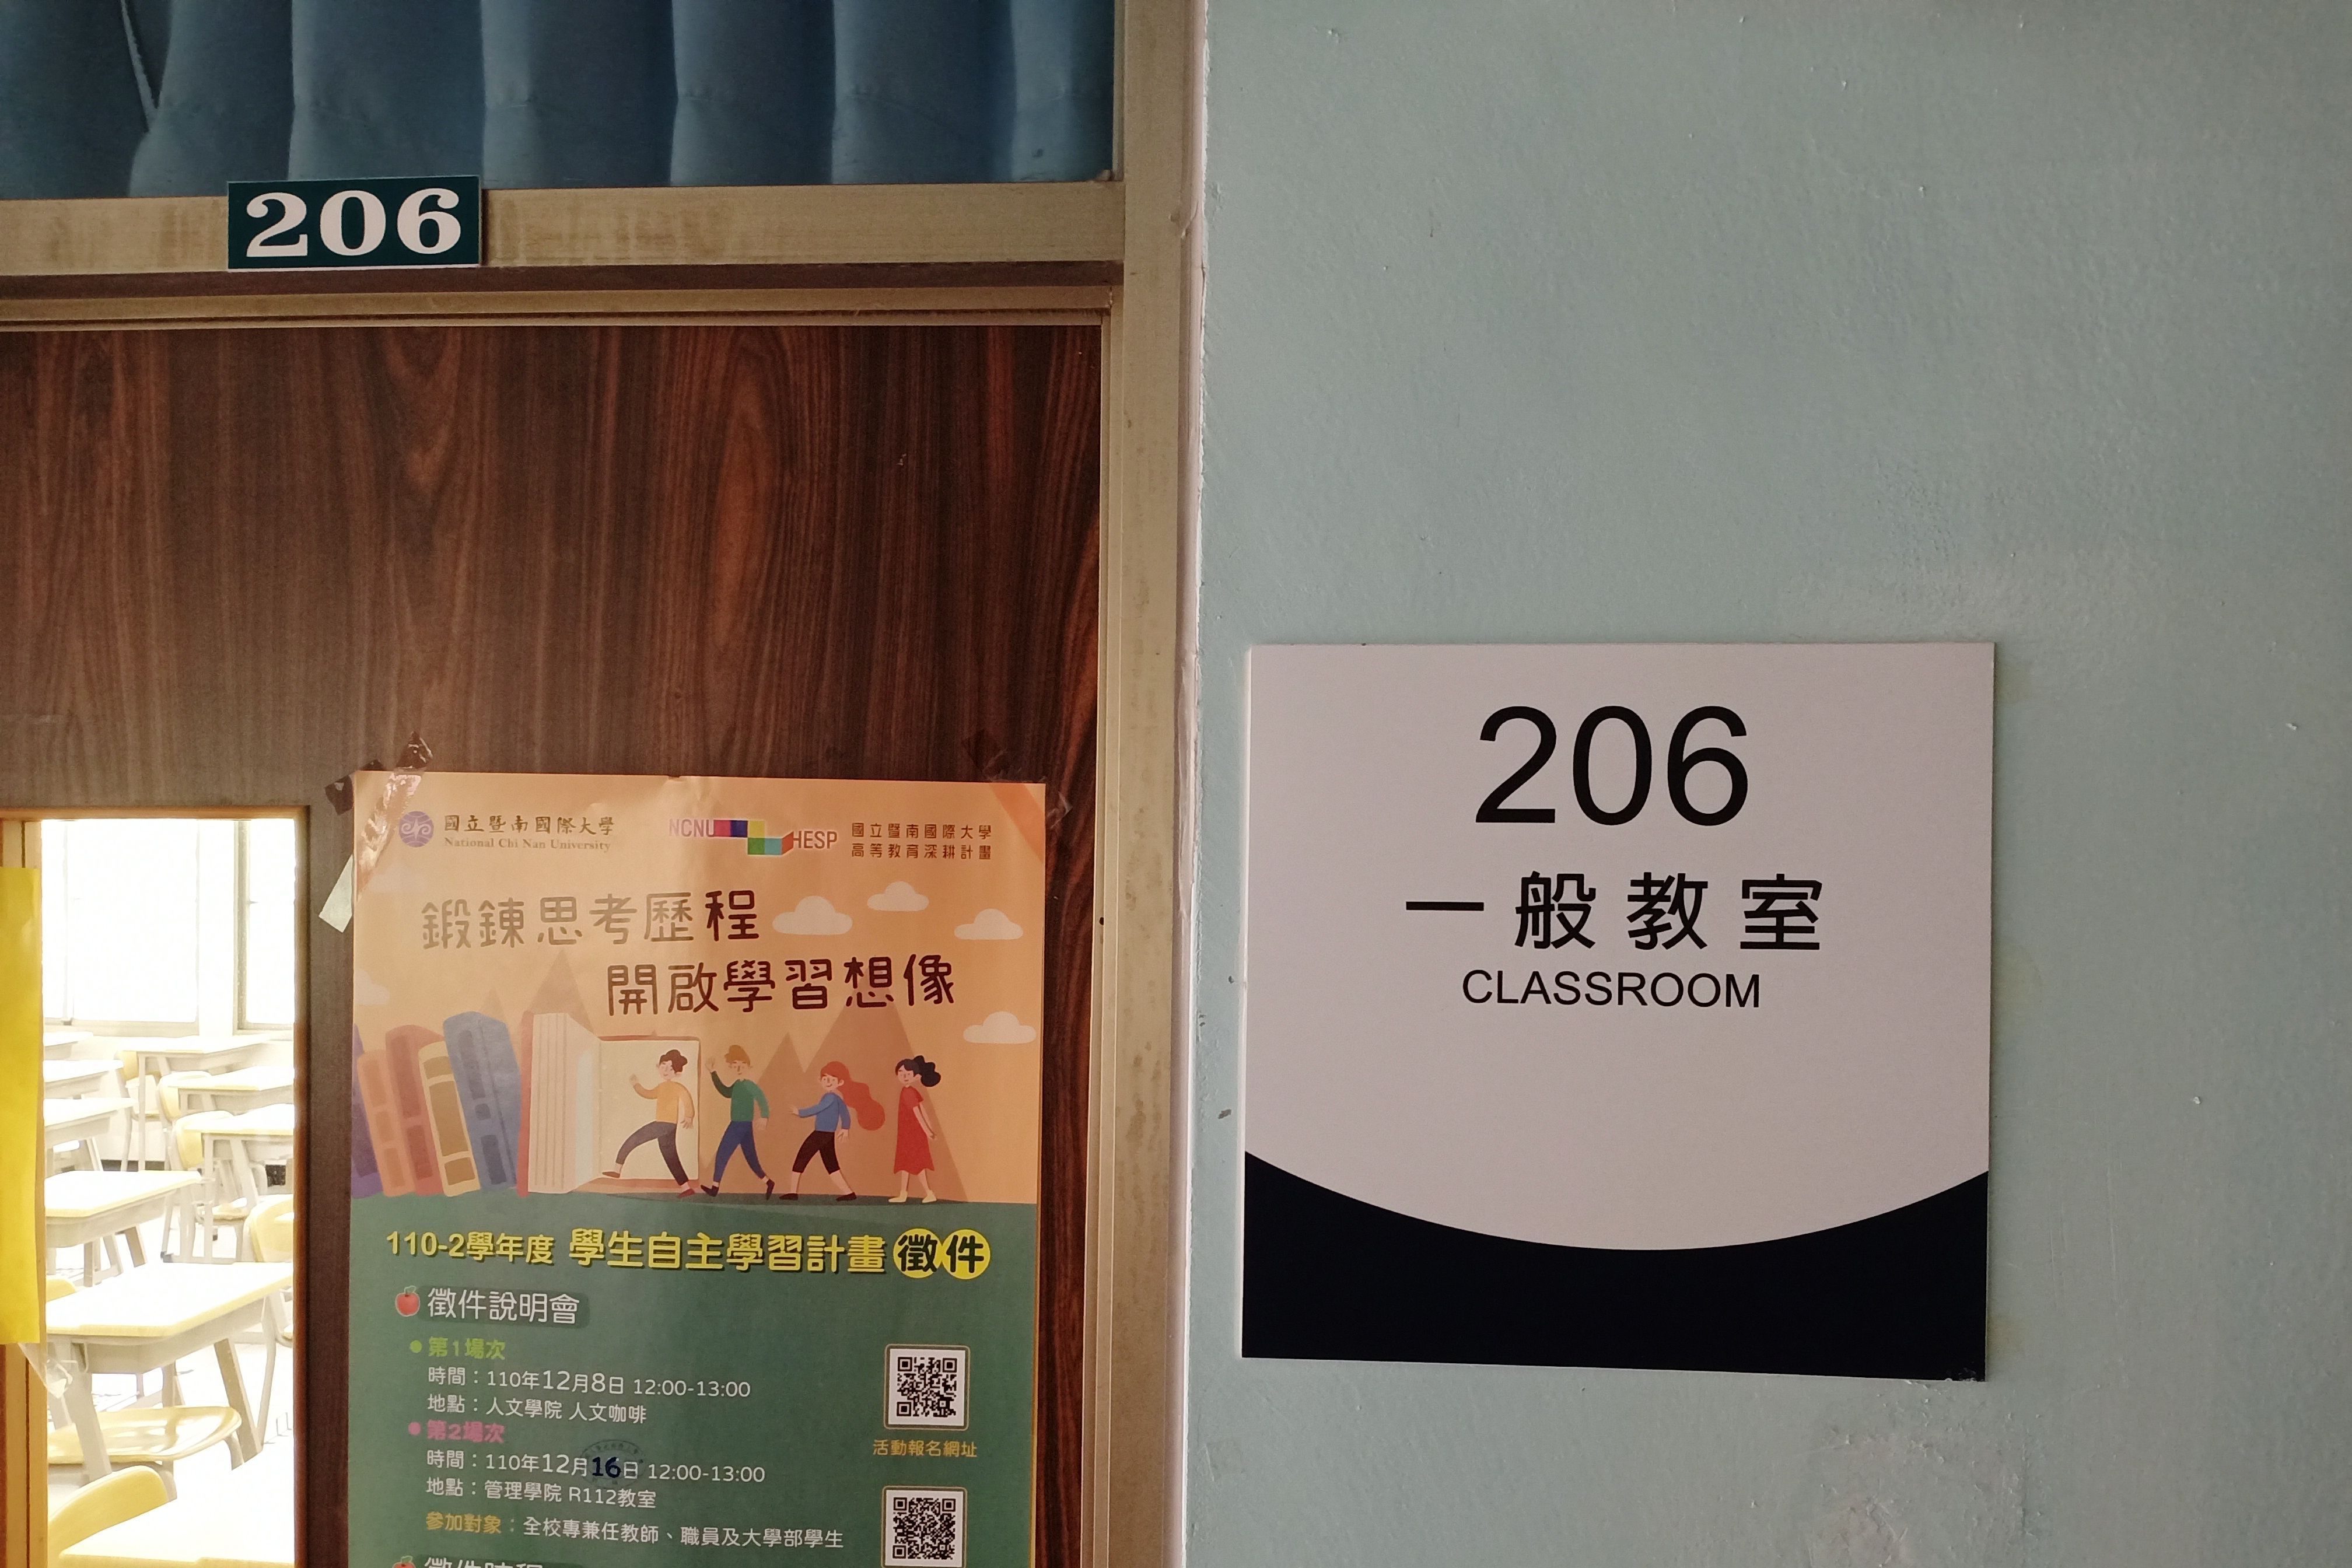 206
國立暨南國際大學
National Chi Nan University
NCNU HESP
國立暨南國際大學
高等教育深耕計畫
鍛鍊思考歷程
開啟學習想像
110-2學年度 學生自主學習計畫 徵件
徵件說明會
第1場次
時間：110年12月8日 12:00-13:00
地點：人文學院 人文咖啡
第2場次
時間：110年12月16日 12:00-13:00
地點：管理學院 R112教室
參加對象：全校專兼任教師、職員及大學部學生
活動報名網址
206
一般教室
CLASSROOM